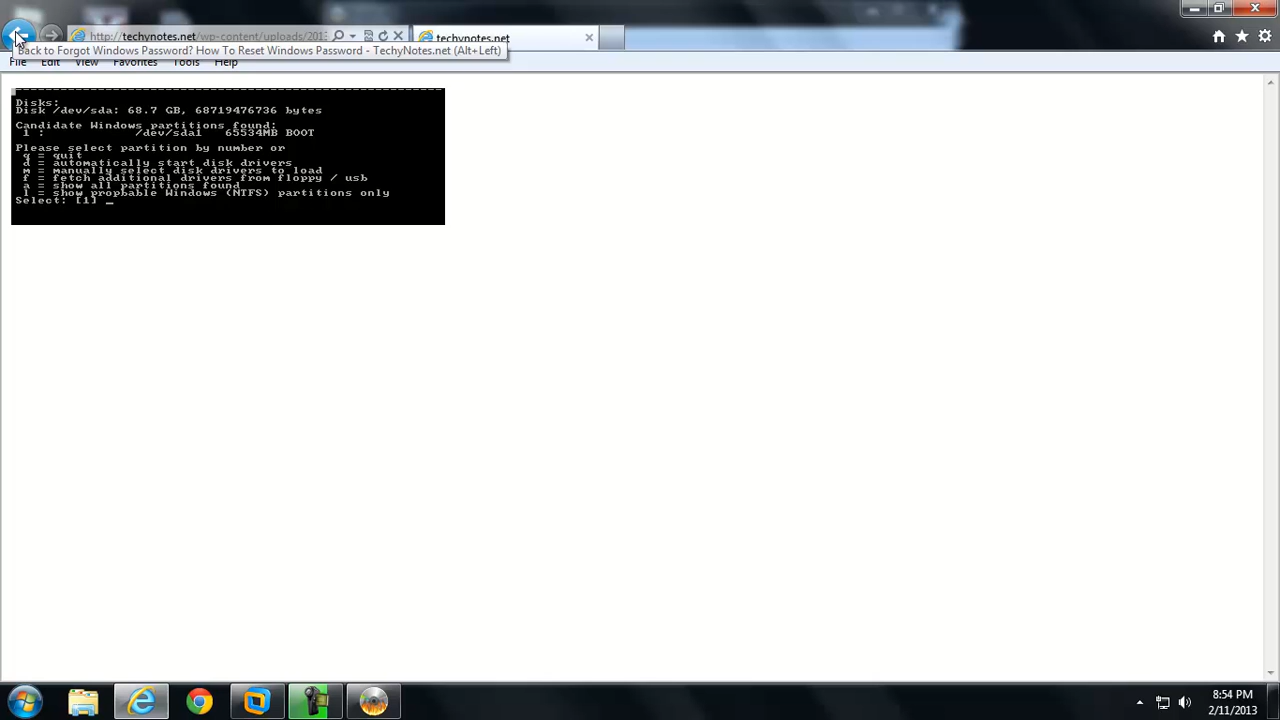 http://techynotes.net/wp-content/uploads/201
techynotes.net
Back to Forgot Windows Password? How To Reset Windows Password - TechyNotes.net (Alt+Left)
File Edit View Favorites Tools Help
Disks:
Disk /dev/sda: 68.7 GB, 68719476736 bytes
Candidate Windows partitions found:
1 : /dev/sda1 65534MB BOOT
Please select partition by number or
q = quit
d = automatically start disk drivers
m = manually select disk drivers to load
f = fetch additional drivers from floppy / usb
a = show all partitions found
l = show propbable Windows (NTFS) partitions only
Select: [1] _
8:54 PM
2/11/2013